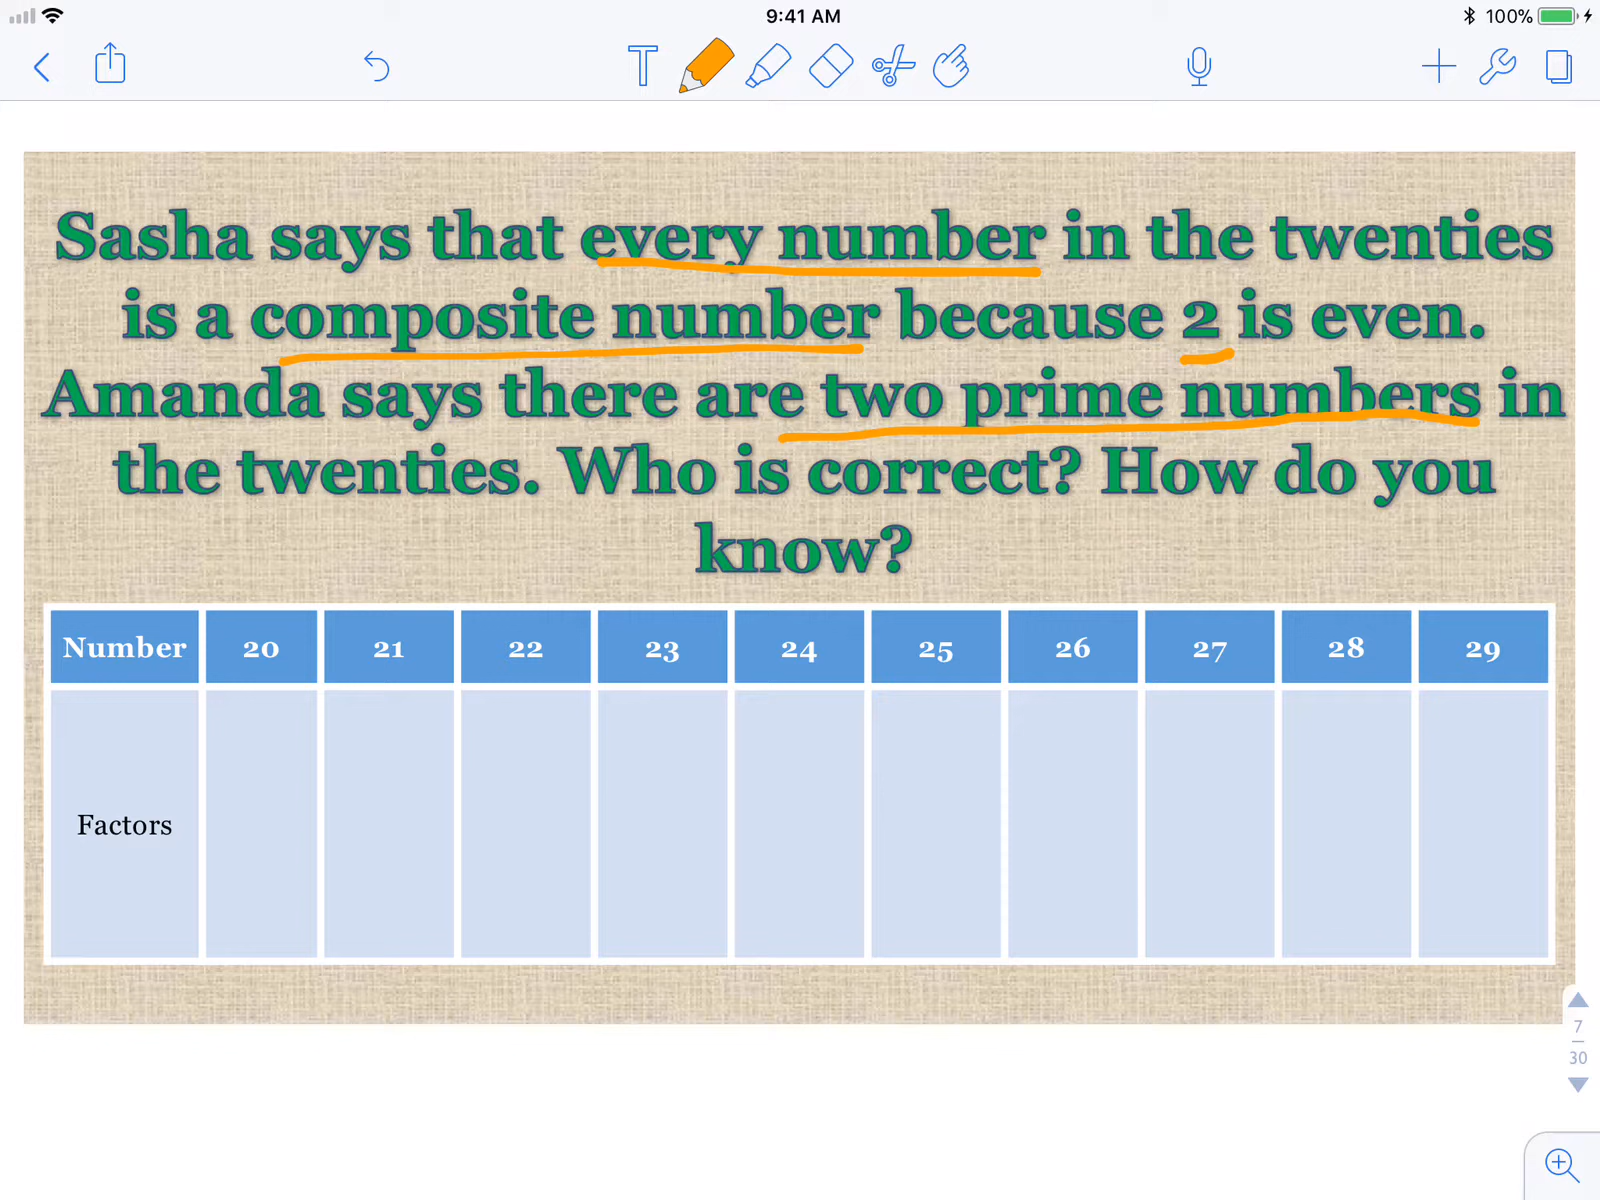 9:41 AM
100%
T
Sasha says that every number in the twenties
is a composite number because 2 is even.
Amanda says there are two prime numbers in
the twenties. Who is correct? How do you
know?
Number 20 21 22 23 24 25 26 27 28 29
Factors
7
30